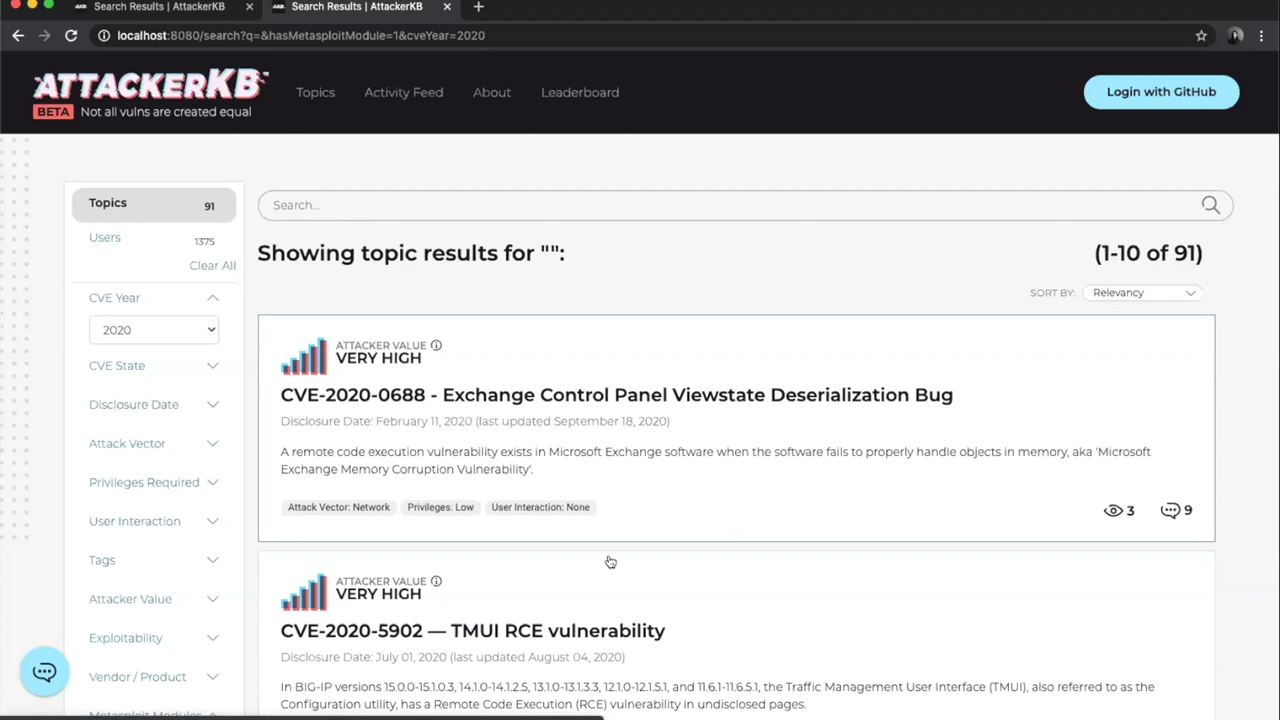 Search Results | AttackerKB
Search Results | AttackerKB
localhost:8080/search?q=&hasMetasploitModule=1&cveYear=2020
ATTACKERKB
BETA Not all vulns are created equal
Topics Activity Feed About Leaderboard
Login with GitHub
Topics 91
Users 1375
Clear All
CVE Year
2020
CVE State
Disclosure Date
Attack Vector
Privileges Required
User Interaction
Tags
Attacker Value
Exploitability
Vendor / Product
Metasploit Modules
Search...
Showing topic results for "":
(1-10 of 91)
SORT BY: Relevancy
ATTACKER VALUE
VERY HIGH
CVE-2020-0688 - Exchange Control Panel Viewstate Deserialization Bug
Disclosure Date: February 11, 2020 (last updated September 18, 2020)
A remote code execution vulnerability exists in Microsoft Exchange software when the software fails to properly handle objects in memory, aka 'Microsoft
Exchange Memory Corruption Vulnerability'.
Attack Vector: Network Privileges: Low User Interaction: None
3 9
ATTACKER VALUE
VERY HIGH
CVE-2020-5902 — TMUI RCE vulnerability
Disclosure Date: July 01, 2020 (last updated August 04, 2020)
In BIG-IP versions 15.0.0-15.1.0.3, 14.1.0-14.1.2.5, 13.1.0-13.1.3.3, 12.1.0-12.1.5.1, and 11.6.1-11.6.5.1, the Traffic Management User Interface (TMUI), also referred to as the
Configuration utility, has a Remote Code Execution (RCE) vulnerability in undisclosed pages.